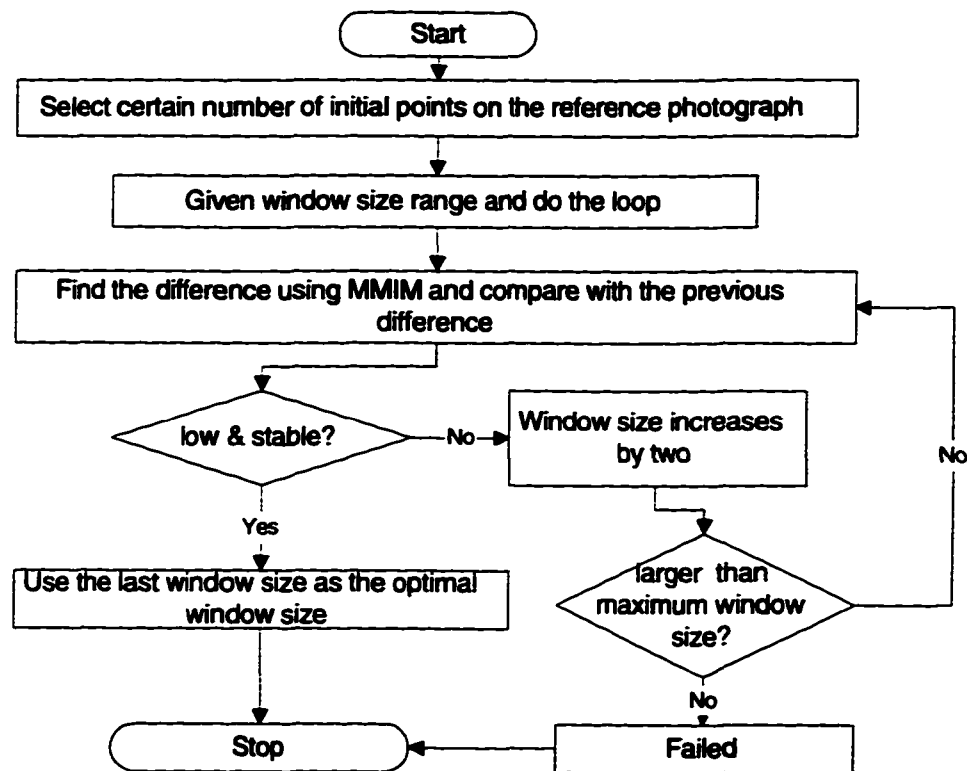 Start
Select certain number of initial points on the reference photograph
Given window size range and do the loop
Find the difference using MMIM and compare with the previous
difference
low & stable?
No
Window size increases
by two
No
Yes
Use the last window size as the optimal
window size
larger than
maximum window
size?
No
Stop
Failed